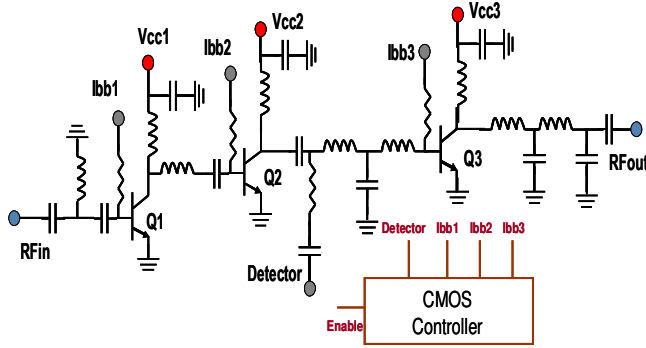 Vcc3
Vcc2
Vcc1
Ibb2
Ibb3
Ibb1
Q3
Q2
RFout
Q1
RFin
Detector
Detector Ibb1 Ibb2 Ibb3
CMOS
Controller
Enable